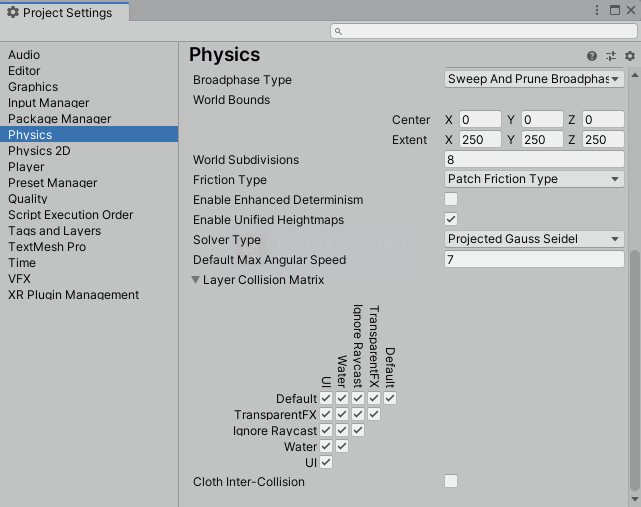 Project Settings
Audio
Editor
Graphics
Input Manager
Package Manager
Physics
Physics 2D
Player
Preset Manager
Quality
Script Execution Order
Tags and Layers
TextMesh Pro
Time
VFX
XR Plugin Management
Physics
Broadphase Type Sweep And Prune Broadphas
World Bounds
Center X 0 Y 0 Z 0
Extent X 250 Y 250 Z 250
World Subdivisions 8
Friction Type Patch Friction Type
Enable Enhanced Determinism
Enable Unified Heightmaps
Solver Type Projected Gauss Seidel
Default Max Angular Speed 7
Layer Collision Matrix
UI
Water
Ignore Raycast
TransparentFX
Default
Default
TransparentFX
Ignore Raycast
Water
UI
Cloth Inter-Collision